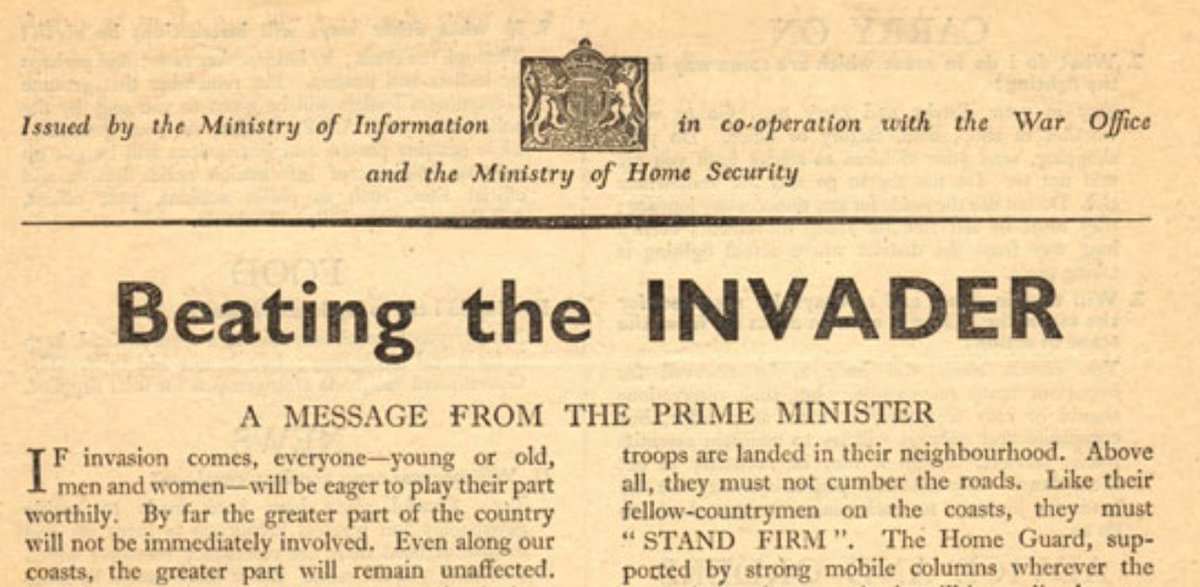 Issued by the Ministry of Information in co-operation with the War Office
and the Ministry of Home Security
Beating the INVADER
A MESSAGE FROM THE PRIME MINISTER
IF invasion comes, everyone—young or old,
men and women—will be eager to play their part
worthily. By far the greater part of the country
will not be immediately involved. Even along our
coasts, the greater part will remain unaffected.
troops are landed in their neighbourhood. Above
all, they must not cumber the roads. Like their
fellow-countrymen on the coasts, they must
“ STAND FIRM ”. The Home Guard, sup-
ported by strong mobile columns wherever the